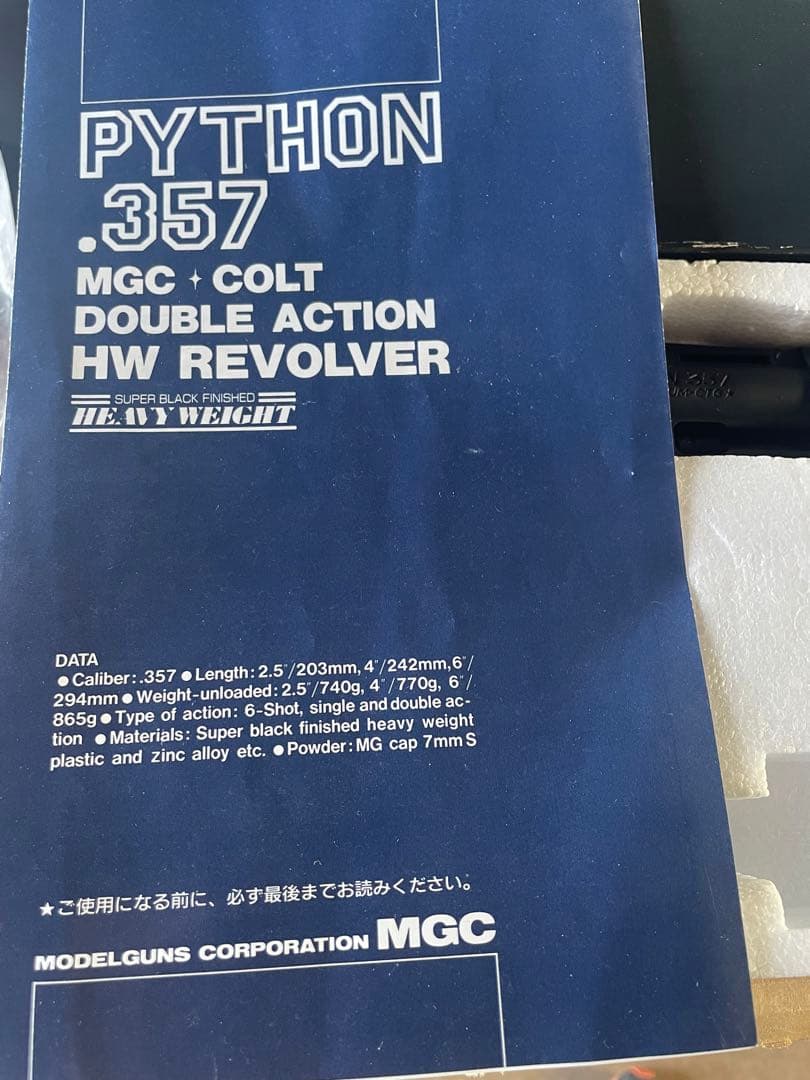 PYTHON
.357
MGC ✦ COLT
DOUBLE ACTION
HW REVOLVER
SUPER BLACK FINISHED
HEAVY WEIGHT
DATA
● Caliber:.357 ● Length:2.5″/203mm, 4″/242mm,6″/
294mm ● Weight-unloaded:2.5″/740g, 4″/770g, 6″/
865g ● Type of action: 6-Shot, single and double ac-
tion ● Materials: Super black finished heavy weight
plastic and zinc alloy etc. ● Powder:MG cap 7mm S
★ご使用になる前に、必ず最後までお読みください。
MODELGUNS CORPORATION MGC
357